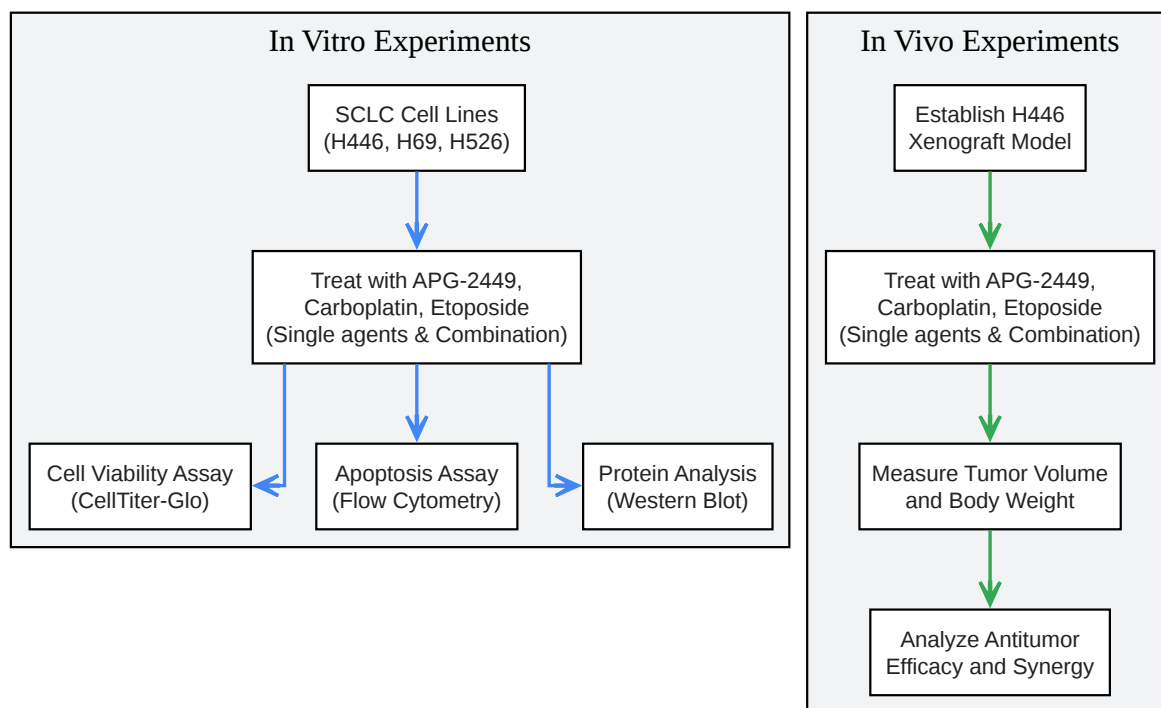 In Vitro Experiments
SCLC Cell Lines
(H446, H69, H526)
Treat with APG-2449,
Carboplatin, Etoposide
(Single agents & Combination)
Cell Viability Assay
(CellTiter-Glo)
Apoptosis Assay
(Flow Cytometry)
Protein Analysis
(Western Blot)
In Vivo Experiments
Establish H446
Xenograft Model
Treat with APG-2449,
Carboplatin, Etoposide
(Single agents & Combination)
Measure Tumor Volume
and Body Weight
Analyze Antitumor
Efficacy and Synergy